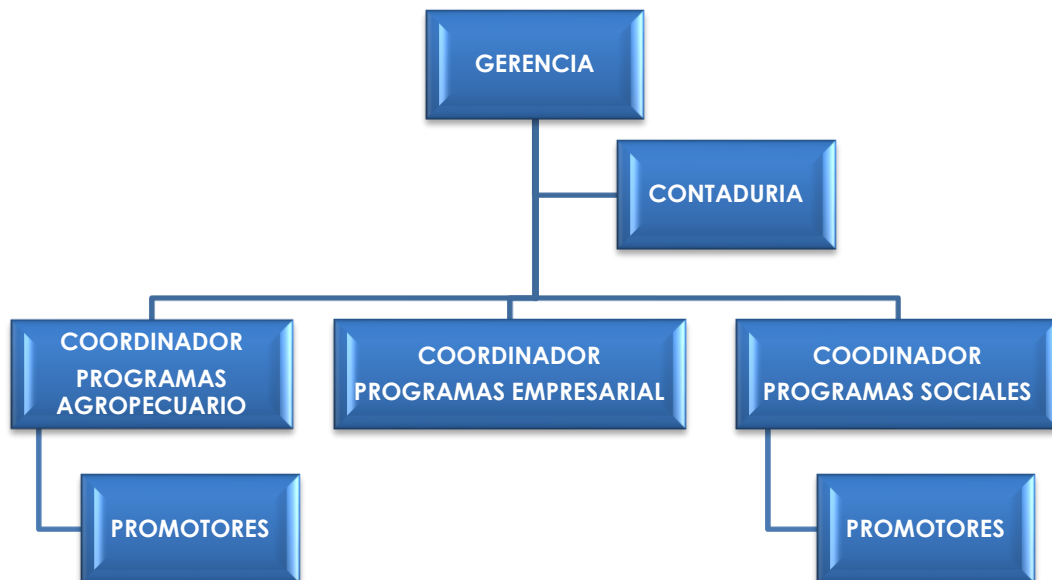 GERENCIA
CONTADURIA
COORDINADOR
PROGRAMAS
AGROPECUARIO
COORDINADOR
PROGRAMAS EMPRESARIAL
COODINADOR
PROGRAMAS SOCIALES
PROMOTORES
PROMOTORES